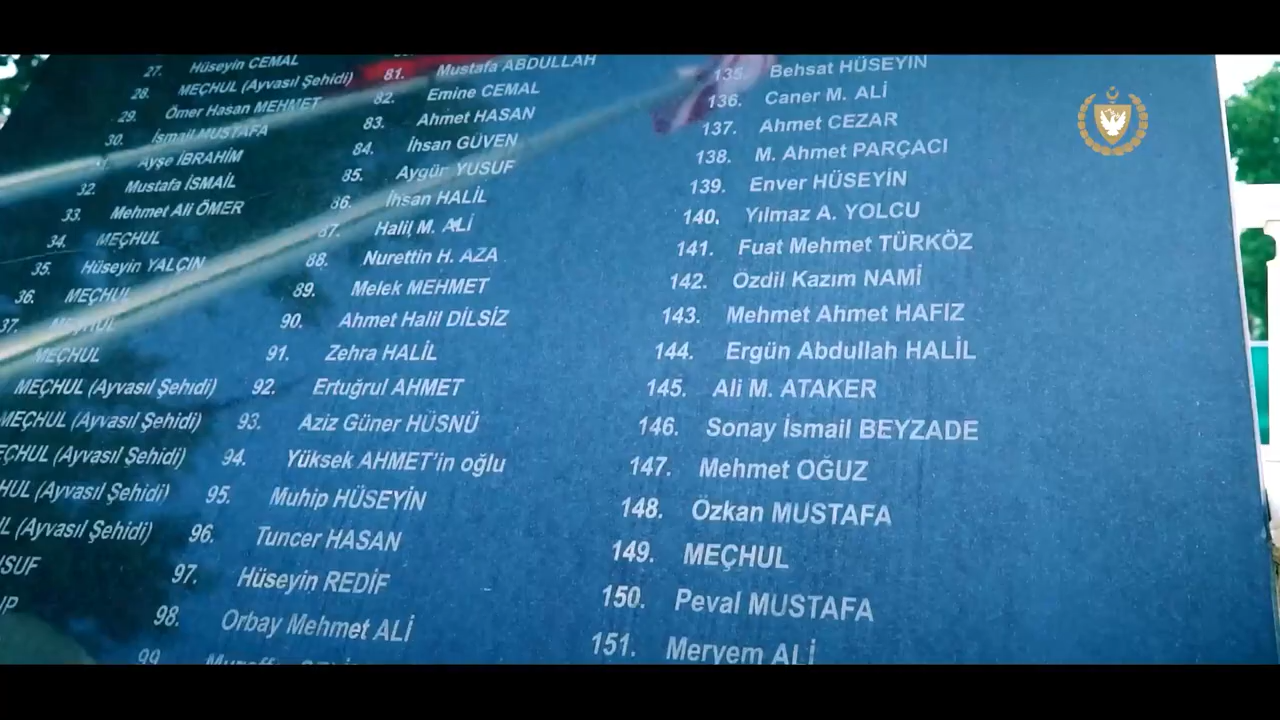 27. Hüseyin CEMAL
28. MEÇHUL (Ayvasıl Şehidi)
29. Ömer Hasan MEHMET
30. İsmail MUSTAFA
Ayşe İBRAHİM
32. Mustafa İSMAİL
33. Mehmet Ali ÖMER
34. MEÇHUL
35. Hüseyin YALÇIN
36. MEÇHUL
37. MEÇHUL
MEÇHUL
MEÇHUL (Ayvasıl Şehidi)
MEÇHUL (Ayvasıl Şehidi)
(Ayvasıl Şehidi)
(Ayvasıl Şehidi)
(Ayvasıl Şehidi)
81. Mustafa ABDULLAH
82. Emine CEMAL
83. Ahmet HASAN
84. İhsan GÜVEN
85. Aygür YUSUF
86. İhsan HALİL
87. Halil M. ALİ
88. Nurettin H. AZA
89. Melek MEHMET
90. Ahmet Halil DİLSİZ
91. Zehra HALİL
92. Ertuğrul AHMET
93. Aziz Güner HÜSNÜ
94. Yüksek AHMET'in oğlu
95. Muhip HÜSEYİN
96. Tuncer HASAN
97. Hüseyin REDİF
98. Orbay Mehmet ALİ
99.
135. Behsat HÜSEYİN
136. Caner M. ALİ
137. Ahmet CEZAR
138. M. Ahmet PARÇACI
139. Enver HÜSEYİN
140. Yılmaz A. YOLCU
141. Fuat Mehmet TÜRKÖZ
142. Özdil Kazım NAMİ
143. Mehmet Ahmet HAFIZ
144. Ergün Abdullah HALİL
145. Ali M. ATAKER
146. Sonay İsmail BEYZADE
147. Mehmet OĞUZ
148. Özkan MUSTAFA
149. MEÇHUL
150. Peval MUSTAFA
151. Meryem ALİ